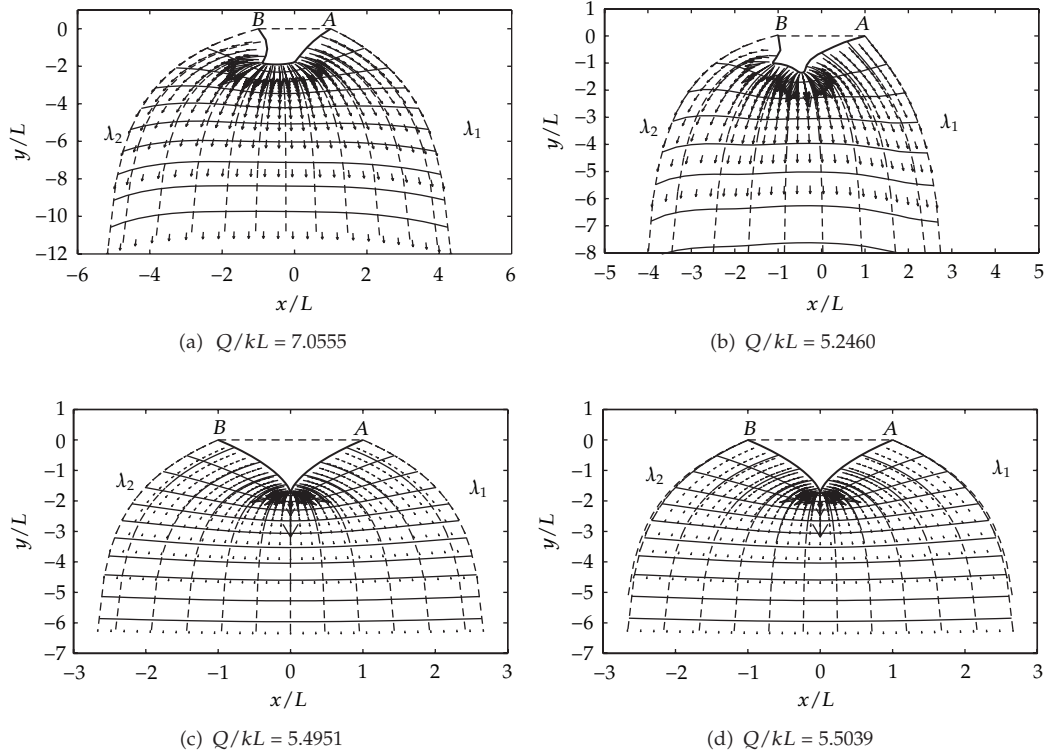 B A
0
−2
−4
−6
−8
−10
−12
y/L
λ2
λ1
−6 −4 −2 0 2 4 6
x/L
(a) Q/kL = 7.0555
B A
1
0
−1
−2
−3
−4
−5
−6
−7
−8
y/L
λ2
λ1
−5 −4 −3 −2 −1 0 1 2 3 4 5
x/L
(b) Q/kL = 5.2460
B A
1
0
−1
−2
−3
−4
−5
−6
−7
y/L
λ2
λ1
−3 −2 −1 0 1 2 3
x/L
(c) Q/kL = 5.4951
B A
1
0
−1
−2
−3
−4
−5
−6
−7
y/L
λ2
λ1
−3 −2 −1 0 1 2 3
x/L
(d) Q/kL = 5.5039